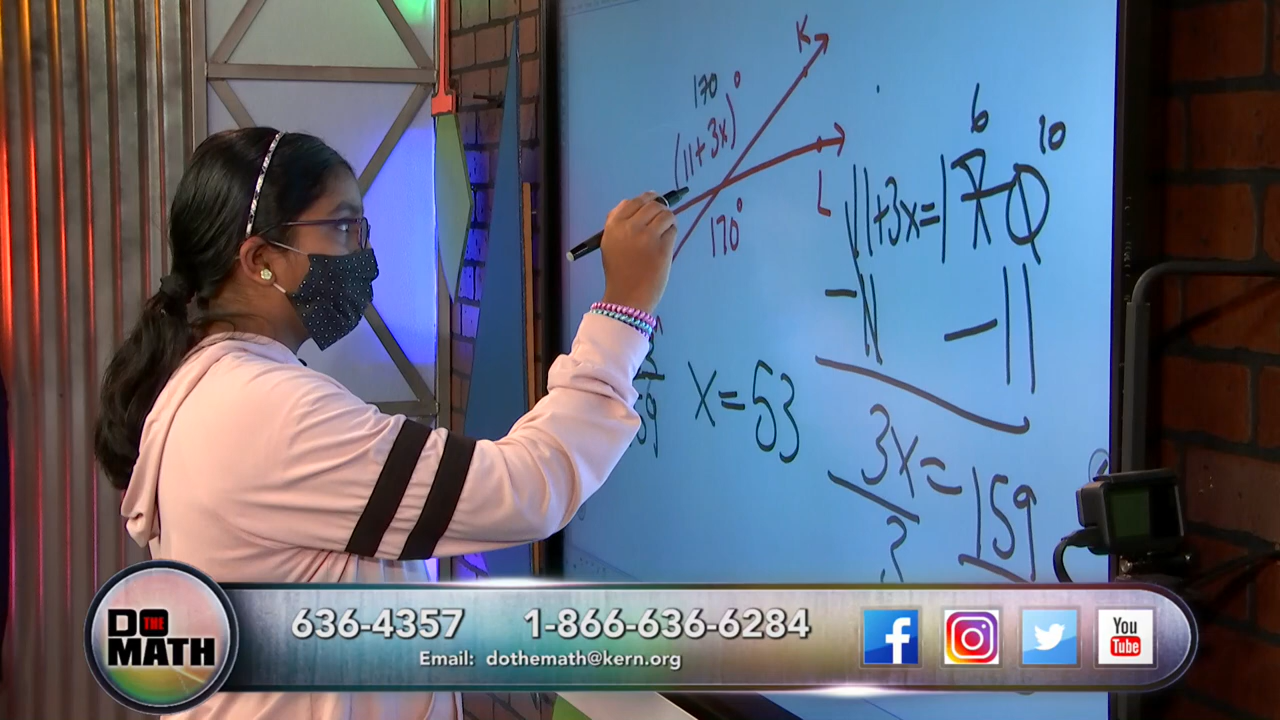 K
170
(11+3x)°
L
170°
6
10
11+3x=170
-11 -11
3x=159
3
59
x=53
DO THE MATH
636-4357 1-866-636-6284
Email: dothemath@kern.org
f
You
Tube